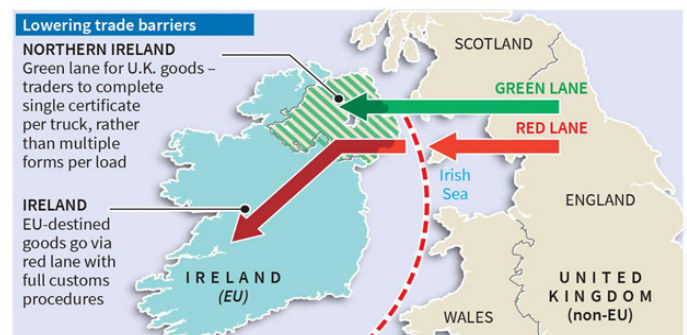 Lowering trade barriers
NORTHERN IRELAND
Green lane for U.K. goods –
traders to complete
single certificate
per truck, rather
than multiple
forms per load
IRELAND
EU-destined
goods go via
red lane with
full customs
procedures
SCOTLAND
GREEN LANE
RED LANE
Irish
Sea
ENGLAND
IRELAND
(EU)
UNITED
KINGDOM
(non-EU)
WALES